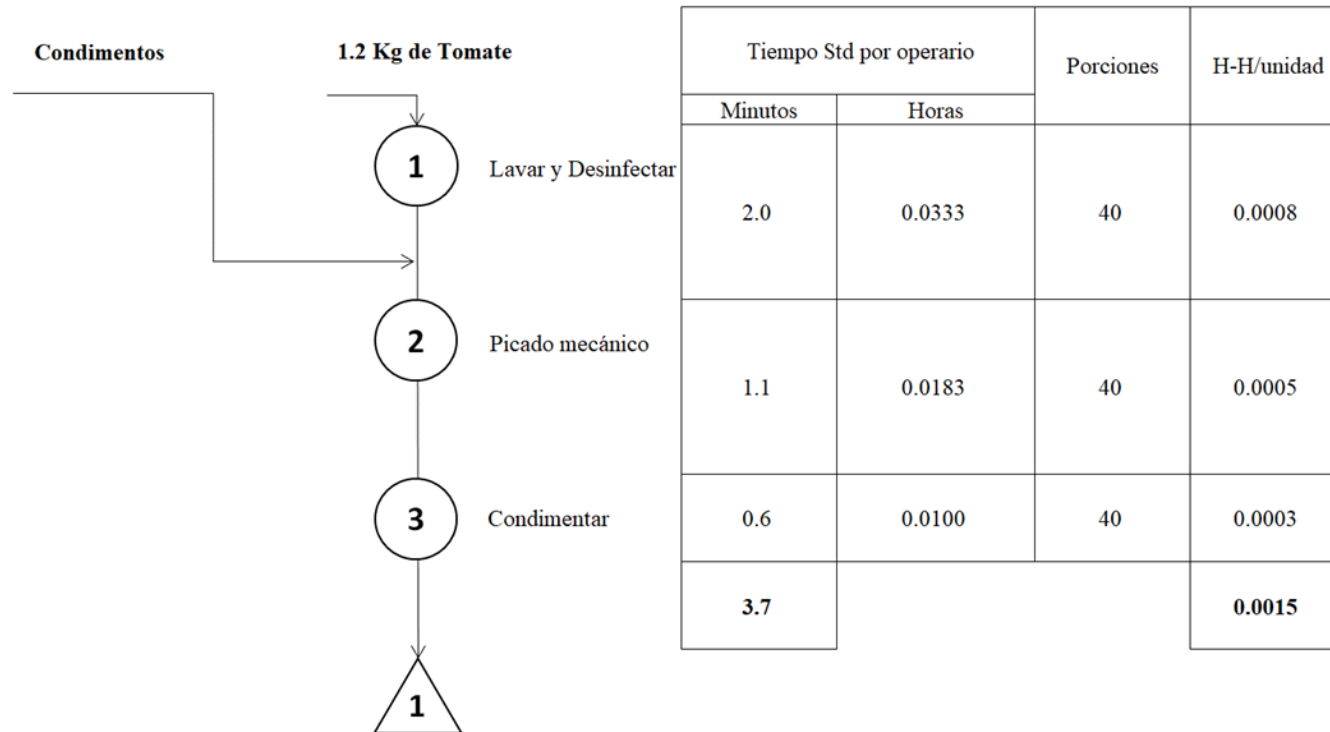 Condimentos
1.2 Kg de Tomate
Tiempo Std por operario
Porciones
H-H/unidad
Minutos
Horas
1
Lavar y Desinfectar
2.0
0.0333
40
0.0008
2
Picado mecánico
1.1
0.0183
40
0.0005
3
Condimentar
0.6
0.0100
40
0.0003
3.7
0.0015
1